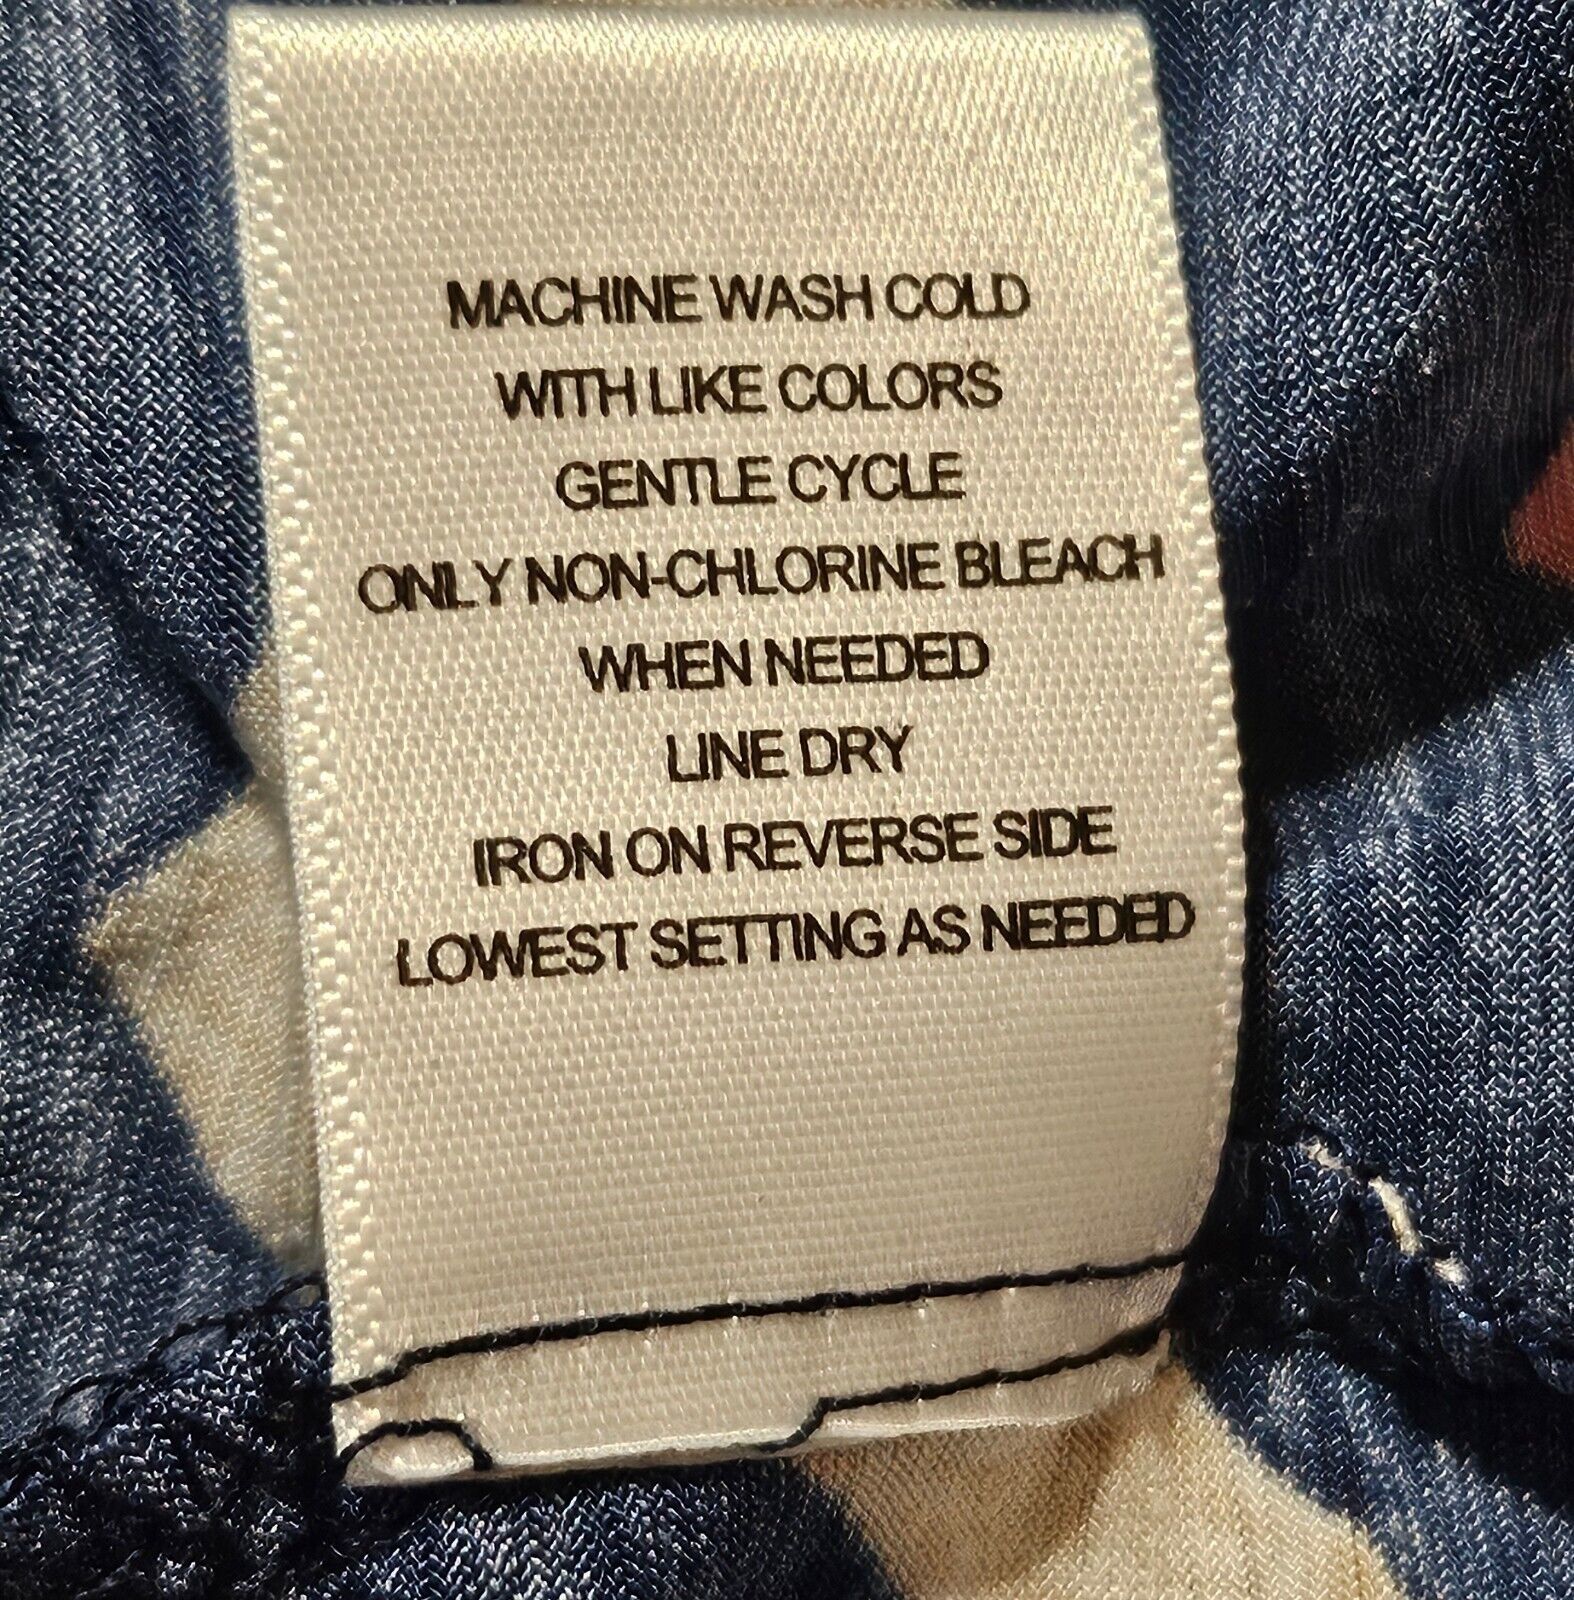 MACHINE WASH COLD
WITH LIKE COLORS
GENTLE CYCLE
ONLY NON-CHLORINE BLEACH
WHEN NEEDED
LINE DRY
IRON ON REVERSE SIDE
LOWEST SETTING AS NEEDED